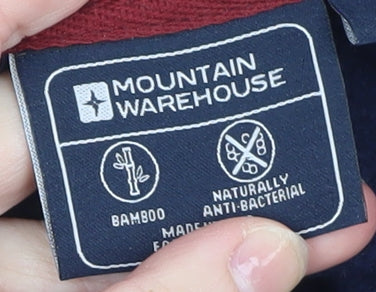 MOUNTAIN
WAREHOUSE
BAMBOO
NATURALLY
ANTI-BACTERIAL
MADE